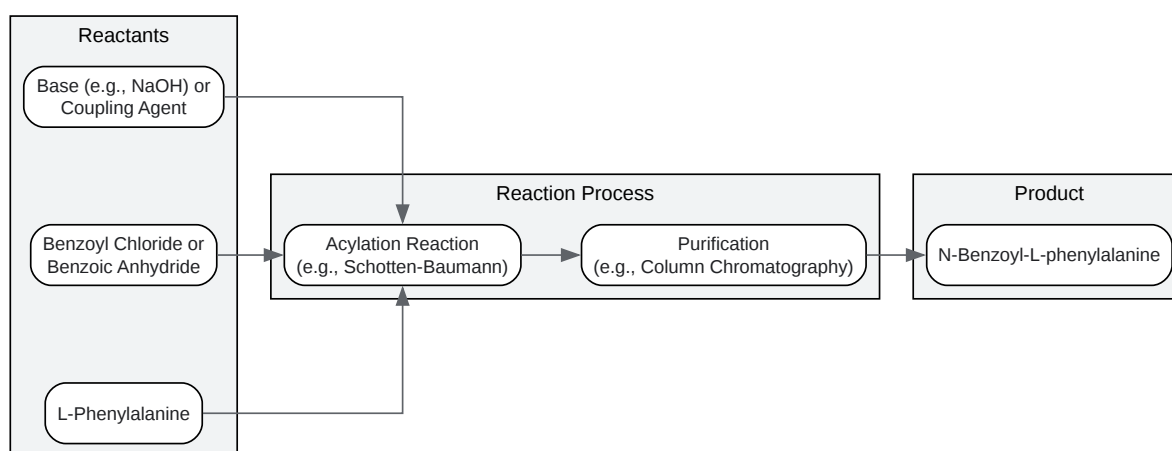 Reactants
Base (e.g., NaOH) or
Coupling Agent
Benzoyl Chloride or
Benzoic Anhydride
L-Phenylalanine
Reaction Process
Acylation Reaction
(e.g., Schotten-Baumann)
Purification
(e.g., Column Chromatography)
Product
N-Benzoyl-L-phenylalanine